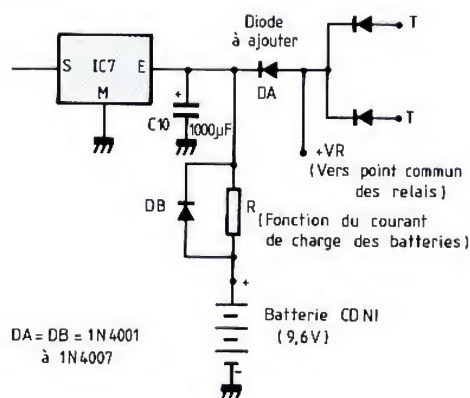 Diode
à ajouter
T
S IC7 E
M
+
C10
1000µF
DA
T
+VR
(Vers point commun
des relais)
DB
R
(Fonction du courant
de charge des batteries)
+
Batterie CD NI
(9,6V)
-
DA = DB = 1N4001
à 1N4007